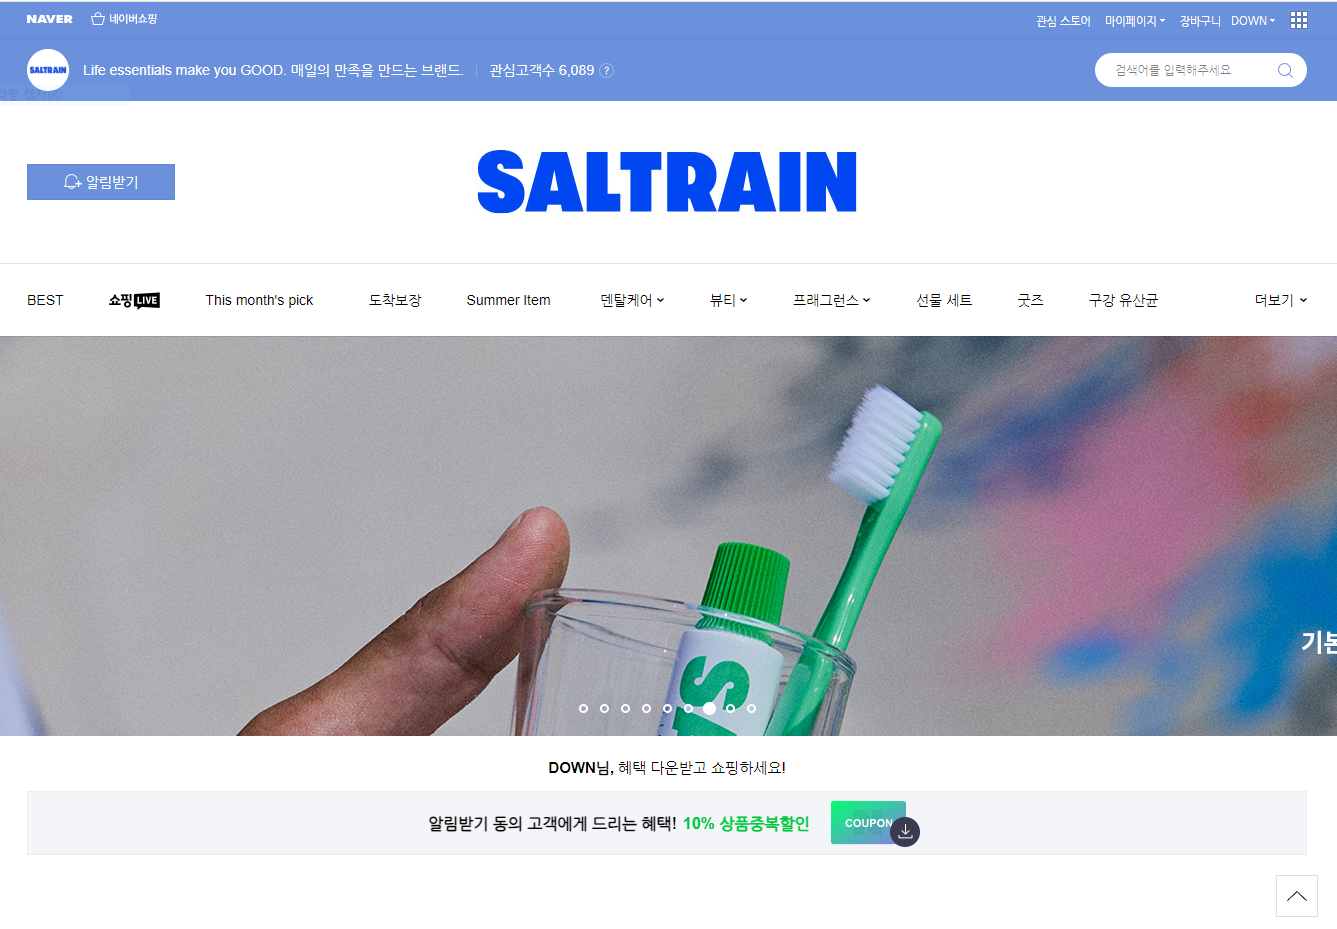 NAVER 네이버쇼핑 관심 스토어 마이페이지 장바구니 DOWN
SALTRAIN Life essentials make you GOOD. 매일의 만족을 만드는 브랜드. 관심고객수 6,089 ? 검색어를 입력해주세요
알림받기
SALTRAIN
BEST 쇼핑LIVE This month's pick 도착보장 Summer Item 덴탈케어 뷰티 프래그런스 선물 세트 굿즈 구강 유산균 더보기
기본
DOWN님, 혜택 다운받고 쇼핑하세요!
알림받기 동의 고객에게 드리는 혜택! 10% 상품중복할인 COUPON